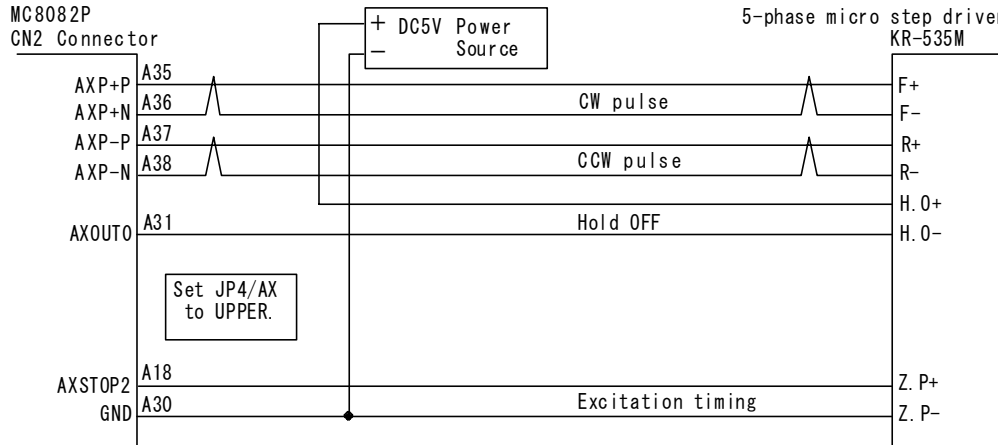 MC8082P
CN2 Connector
+ DC5V Power
− Source
5-phase micro step driver
KR-535M
AXP+P A35 F+
AXP+N A36 CW pulse F−
AXP−P A37 R+
AXP−N A38 CCW pulse R−
H.O+
AXOUT0 A31 Hold OFF H.O−
Set JP4/AX
to UPPER.
AXSTOP2 A18 Z.P+
GND A30 Excitation timing Z.P−